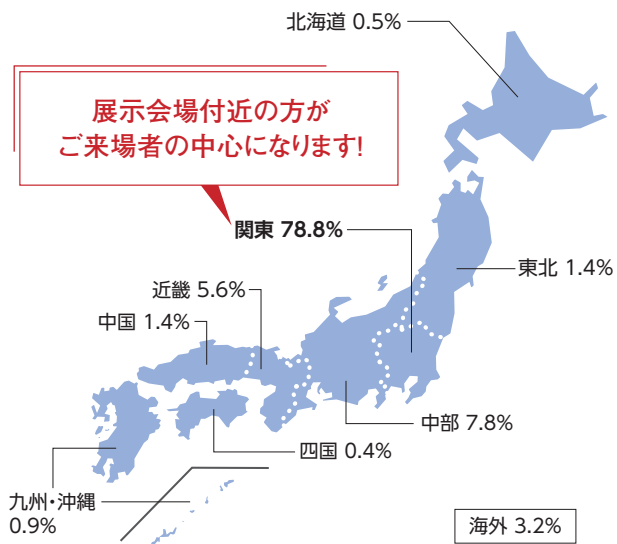 北海道 0.5%
展示会場付近の方が
ご来場者の中心になります!
関東 78.8%
東北 1.4%
近畿 5.6%
中国 1.4%
中部 7.8%
四国 0.4%
九州・沖縄
0.9%
海外 3.2%